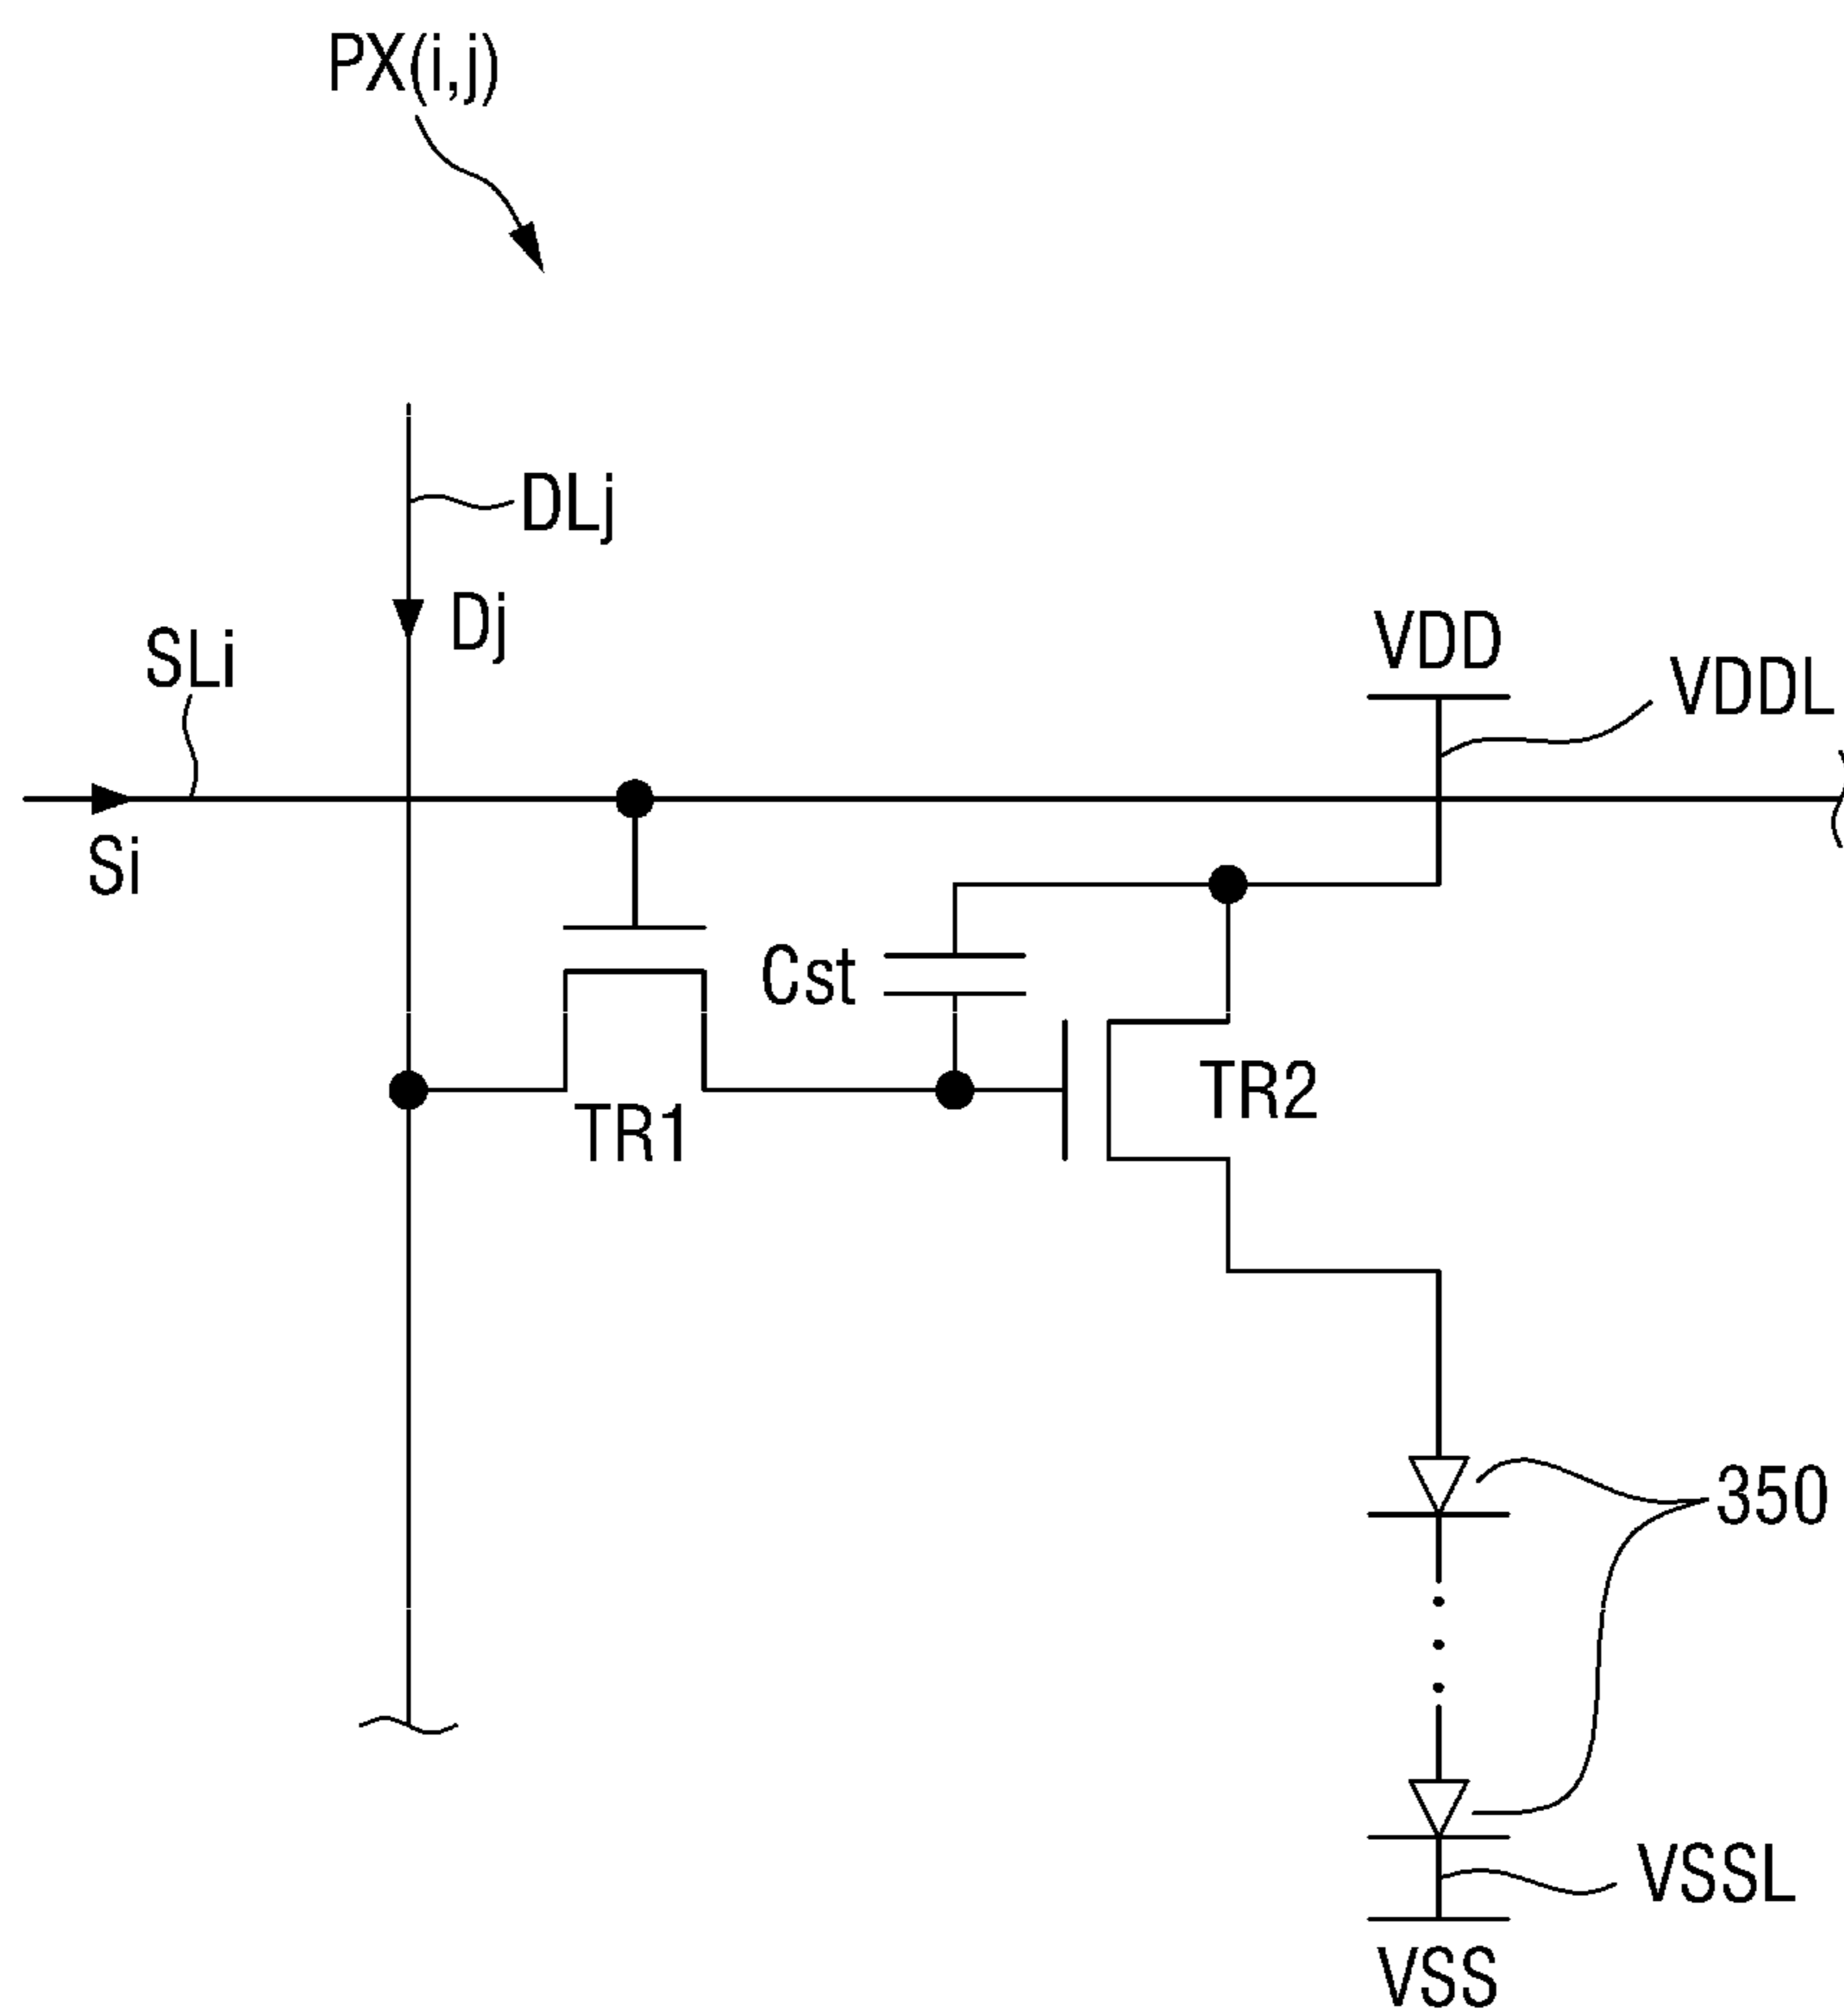 PX(i,j)
DLj
Dj
SLi
VDD
VDDL
Si
Cst
TR1
TR2
350
VSSL
VSS